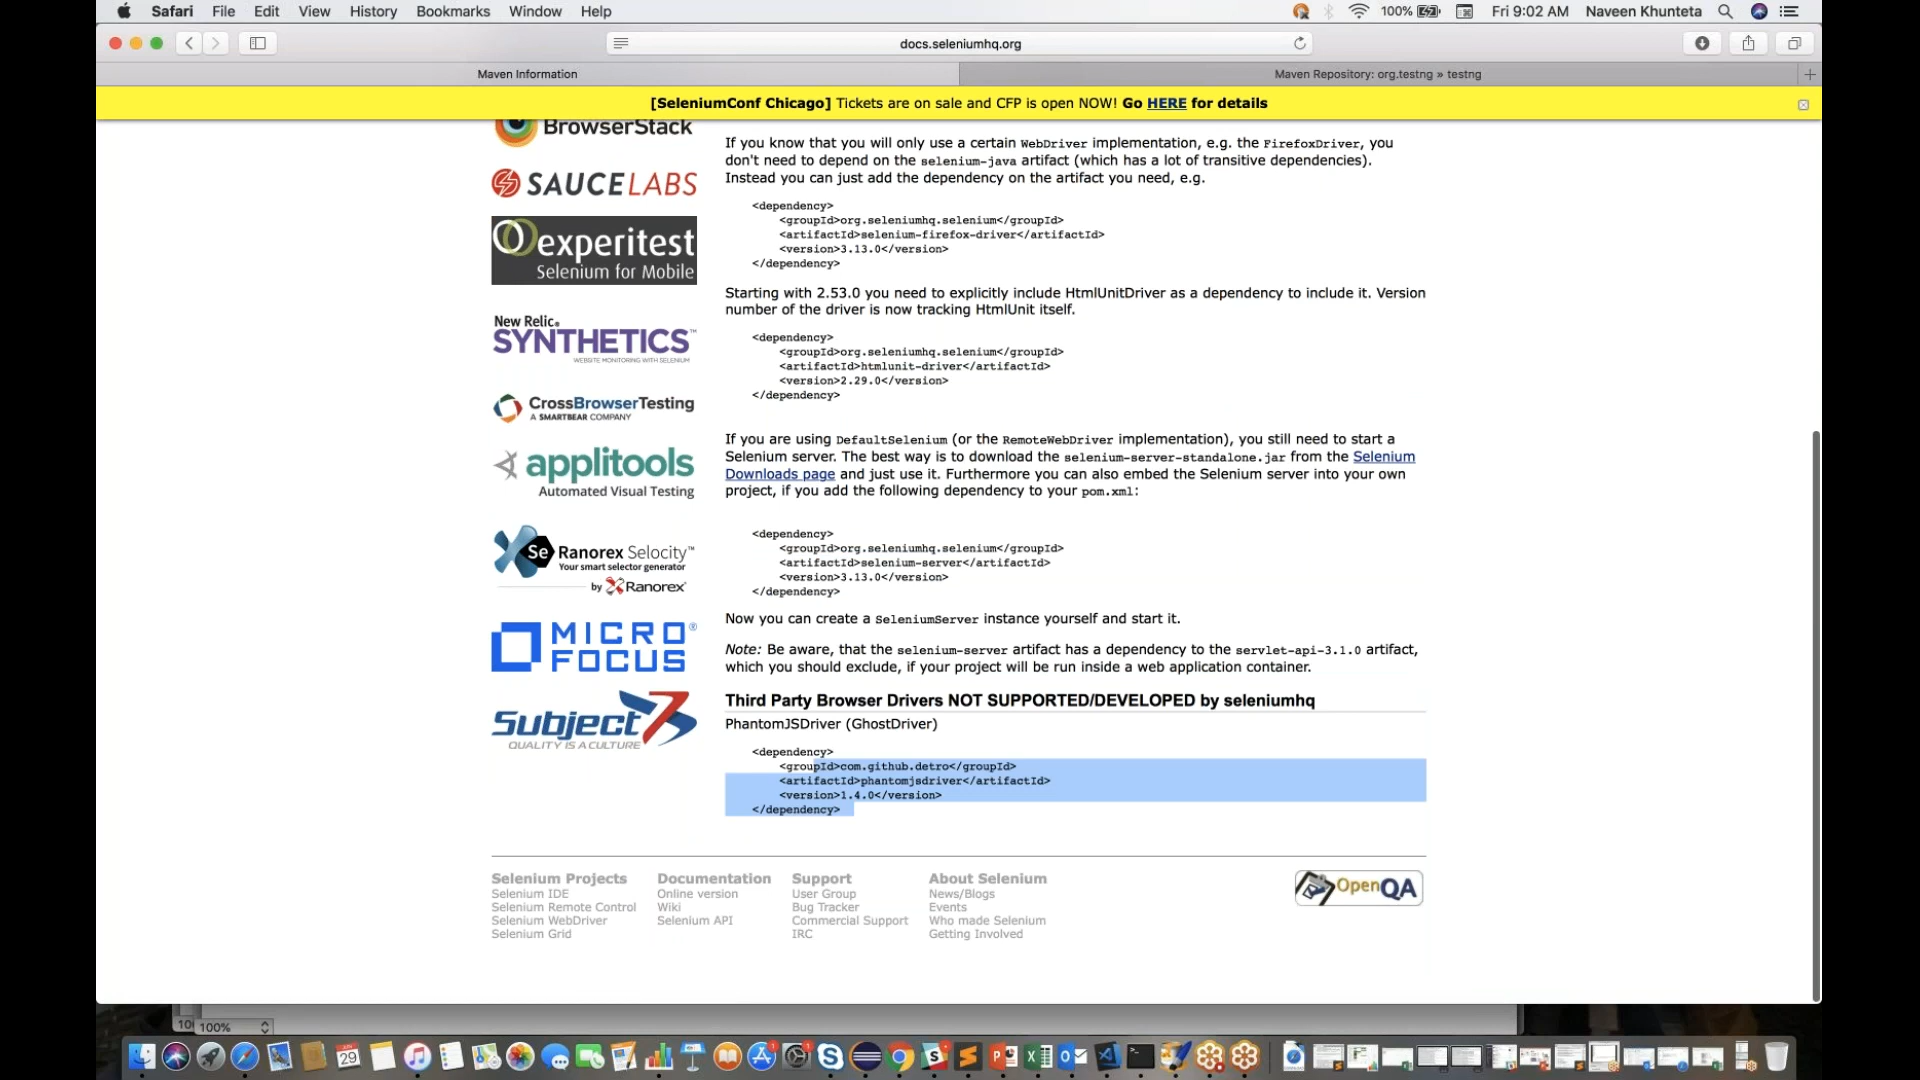 Safari File Edit View History Bookmarks Window Help 100% Fri 9:02 AM Naveen Khunteta
docs.seleniumhq.org
Maven Information
Maven Repository: org.testng » testng
[SeleniumConf Chicago] Tickets are on sale and CFP is open NOW! Go HERE for details
BrowserStack
SAUCELABS
experitest
Selenium for Mobile
New Relic.
SYNTHETICS™
WEBSITE MONITORING WITH SELENIUM
CrossBrowserTesting
A SMARTBEAR COMPANY
applitools
Automated Visual Testing
Se Ranorex Selocity™
Your smart selector generator
by Ranorex®
MICRO®
FOCUS
Subject7
QUALITY IS A CULTURE
If you know that you will only use a certain WebDriver implementation, e.g. the FirefoxDriver, you
don't need to depend on the selenium-java artifact (which has a lot of transitive dependencies).
Instead you can just add the dependency on the artifact you need, e.g.
<dependency>
<groupId>org.seleniumhq.selenium</groupId>
<artifactId>selenium-firefox-driver</artifactId>
<version>3.13.0</version>
</dependency>
Starting with 2.53.0 you need to explicitly include HtmlUnitDriver as a dependency to include it. Version
number of the driver is now tracking HtmlUnit itself.
<dependency>
<groupId>org.seleniumhq.selenium</groupId>
<artifactId>htmlunit-driver</artifactId>
<version>2.29.0</version>
</dependency>
If you are using DefaultSelenium (or the RemoteWebDriver implementation), you still need to start a
Selenium server. The best way is to download the selenium-server-standalone.jar from the Selenium
Downloads page and just use it. Furthermore you can also embed the Selenium server into your own
project, if you add the following dependency to your pom.xml:
<dependency>
<groupId>org.seleniumhq.selenium</groupId>
<artifactId>selenium-server</artifactId>
<version>3.13.0</version>
</dependency>
Now you can create a SeleniumServer instance yourself and start it.
Note: Be aware, that the selenium-server artifact has a dependency to the servlet-api-3.1.0 artifact,
which you should exclude, if your project will be run inside a web application container.
Third Party Browser Drivers NOT SUPPORTED/DEVELOPED by seleniumhq
PhantomJSDriver (GhostDriver)
<dependency>
<groupId>com.github.detro</groupId>
<artifactId>phantomjsdriver</artifactId>
<version>1.4.0</version>
</dependency>
Selenium Projects
Selenium IDE
Selenium Remote Control
Selenium WebDriver
Selenium Grid
Documentation
Online version
Wiki
Selenium API
Support
User Group
Bug Tracker
Commercial Support
IRC
About Selenium
News/Blogs
Events
Who made Selenium
Getting Involved
OpenQA
100%
29